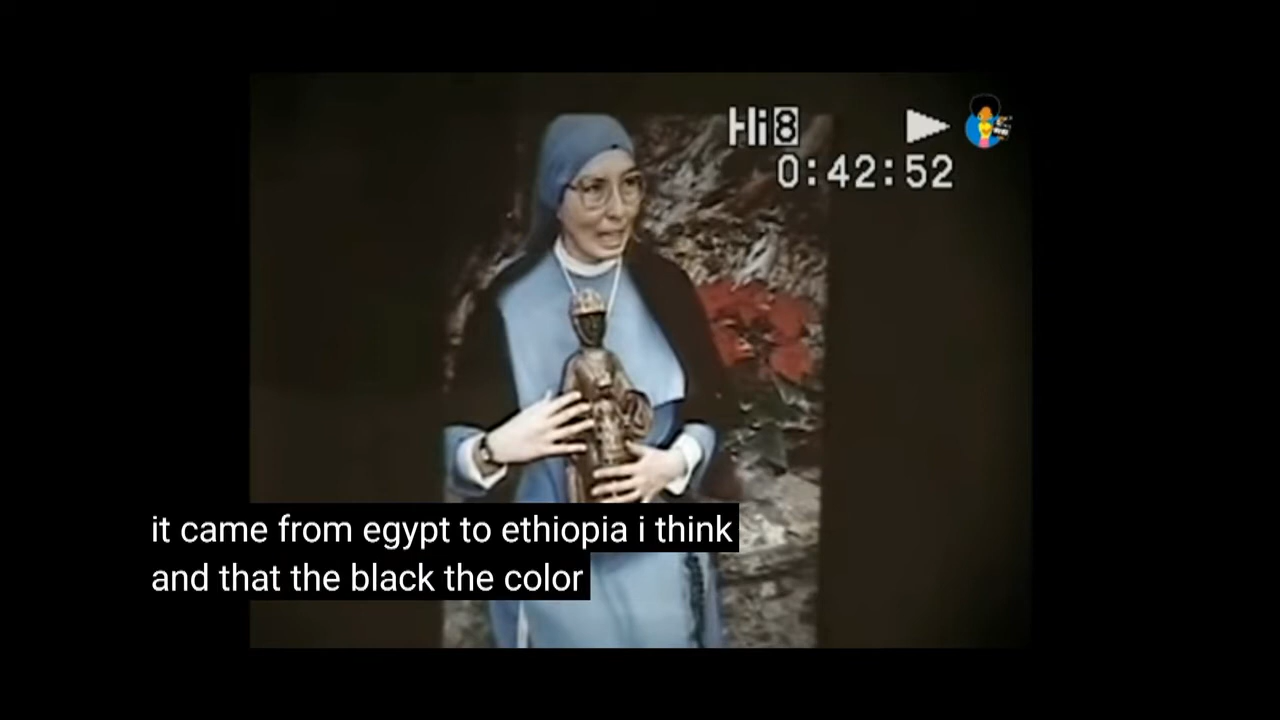 Hi8
0:42:52
it came from egypt to ethiopia i think
and that the black the color